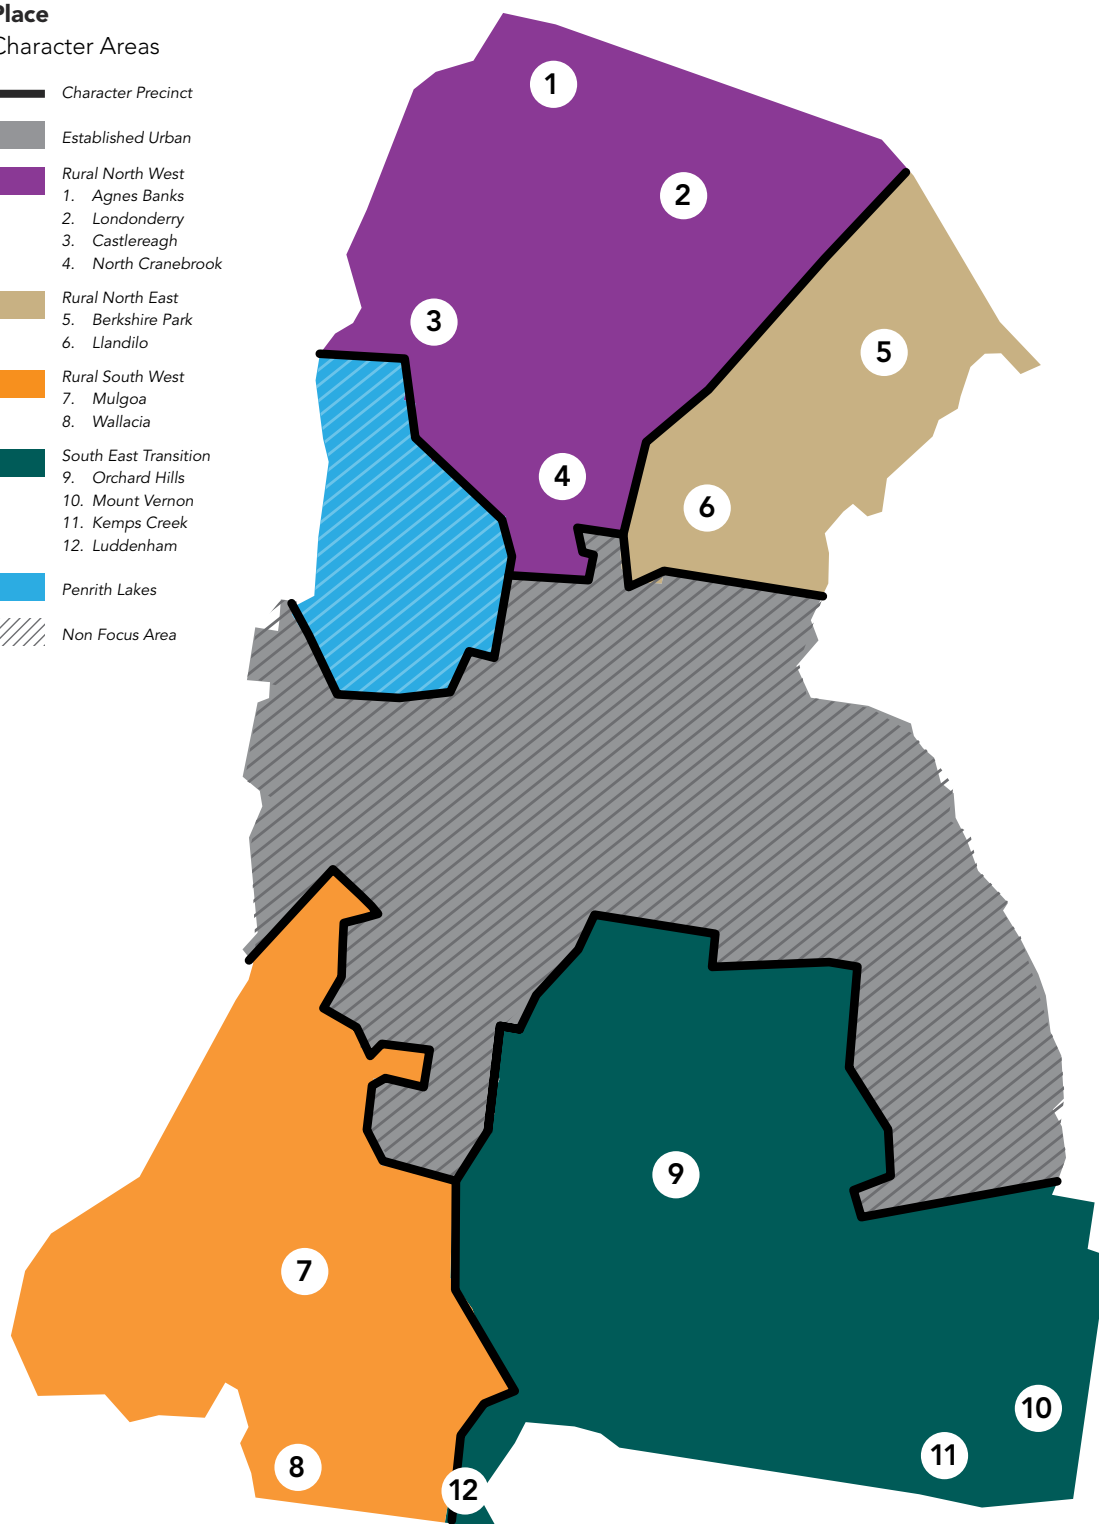 Place
Character Areas
Character Precinct
Established Urban
Rural North West
1. Agnes Banks
2. Londonderry
3. Castlereagh
4. North Cranebrook
Rural North East
5. Berkshire Park
6. Llandilo
Rural South West
7. Mulgoa
8. Wallacia
South East Transition
9. Orchard Hills
10. Mount Vernon
11. Kemps Creek
12. Luddenham
Penrith Lakes
Non Focus Area
1
2
3
5
4
6
9
7
10
11
8
12